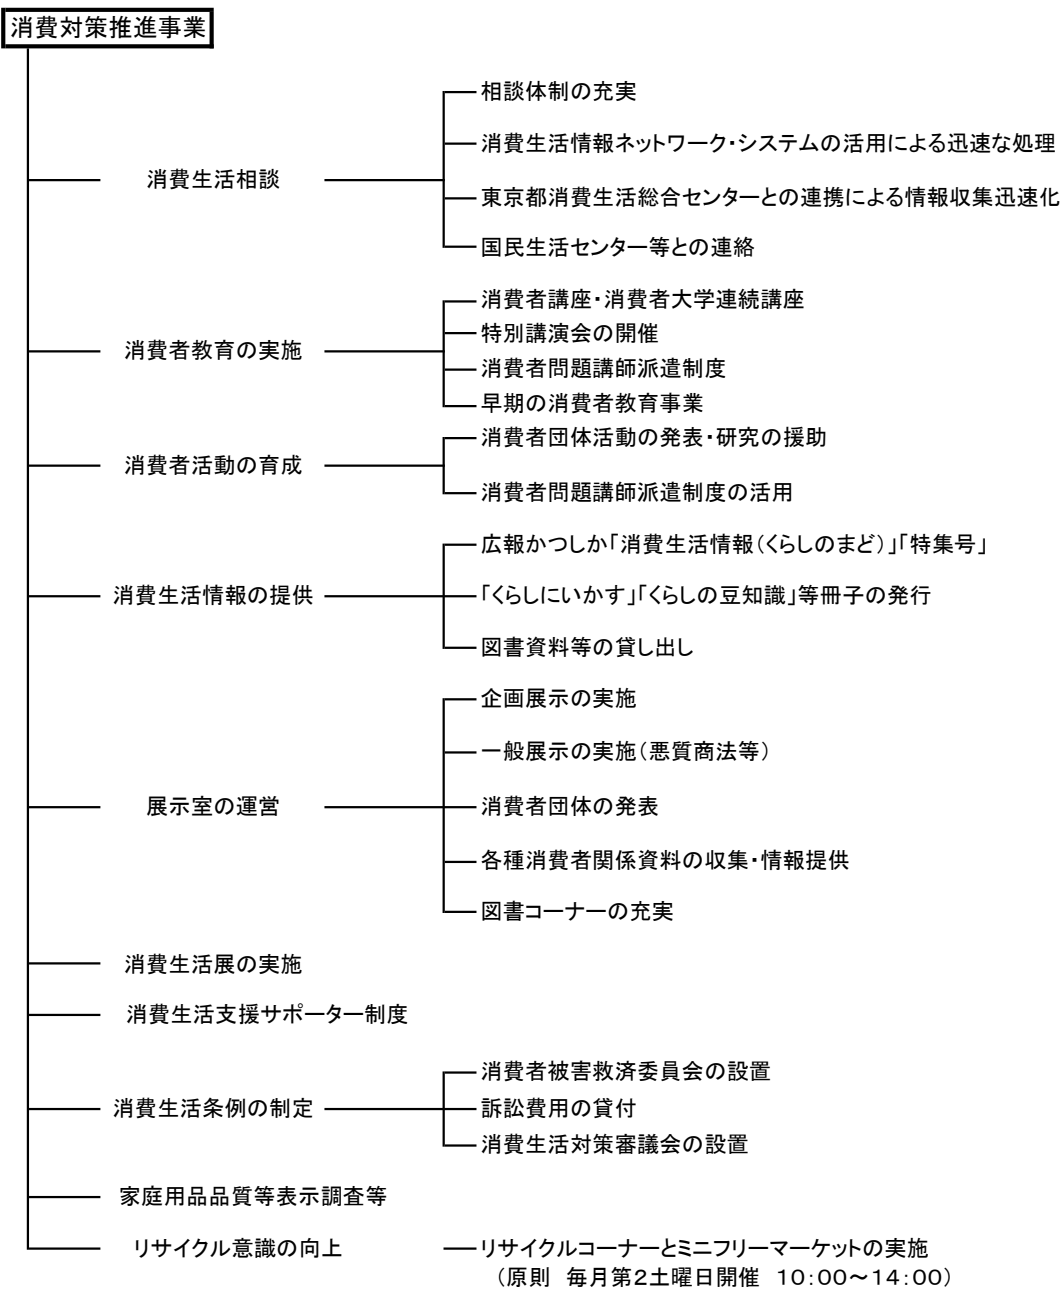 消費対策推進事業
消費生活相談
相談体制の充実
消費生活情報ネットワーク・システムの活用による迅速な処理
東京都消費生活総合センターとの連携による情報収集迅速化
国民生活センター等との連絡
消費者教育の実施
消費者講座・消費者大学連続講座
特別講演会の開催
消費者問題講師派遣制度
早期の消費者教育事業
消費者活動の育成
消費者団体活動の発表・研究の援助
消費者問題講師派遣制度の活用
消費生活情報の提供
広報かつしか「消費生活情報（くらしのまど）」「特集号」
「くらしにいかす」「くらしの豆知識」等冊子の発行
図書資料等の貸し出し
展示室の運営
企画展示の実施
一般展示の実施（悪質商法等）
消費者団体の発表
各種消費者関係資料の収集・情報提供
図書コーナーの充実
消費生活展の実施
消費生活支援サポーター制度
消費生活条例の制定
消費者被害救済委員会の設置
訴訟費用の貸付
消費生活対策審議会の設置
家庭用品品質等表示調査等
リサイクル意識の向上
リサイクルコーナーとミニフリーマーケットの実施
（原則　毎月第２土曜日開催　１０：００～１４：００）